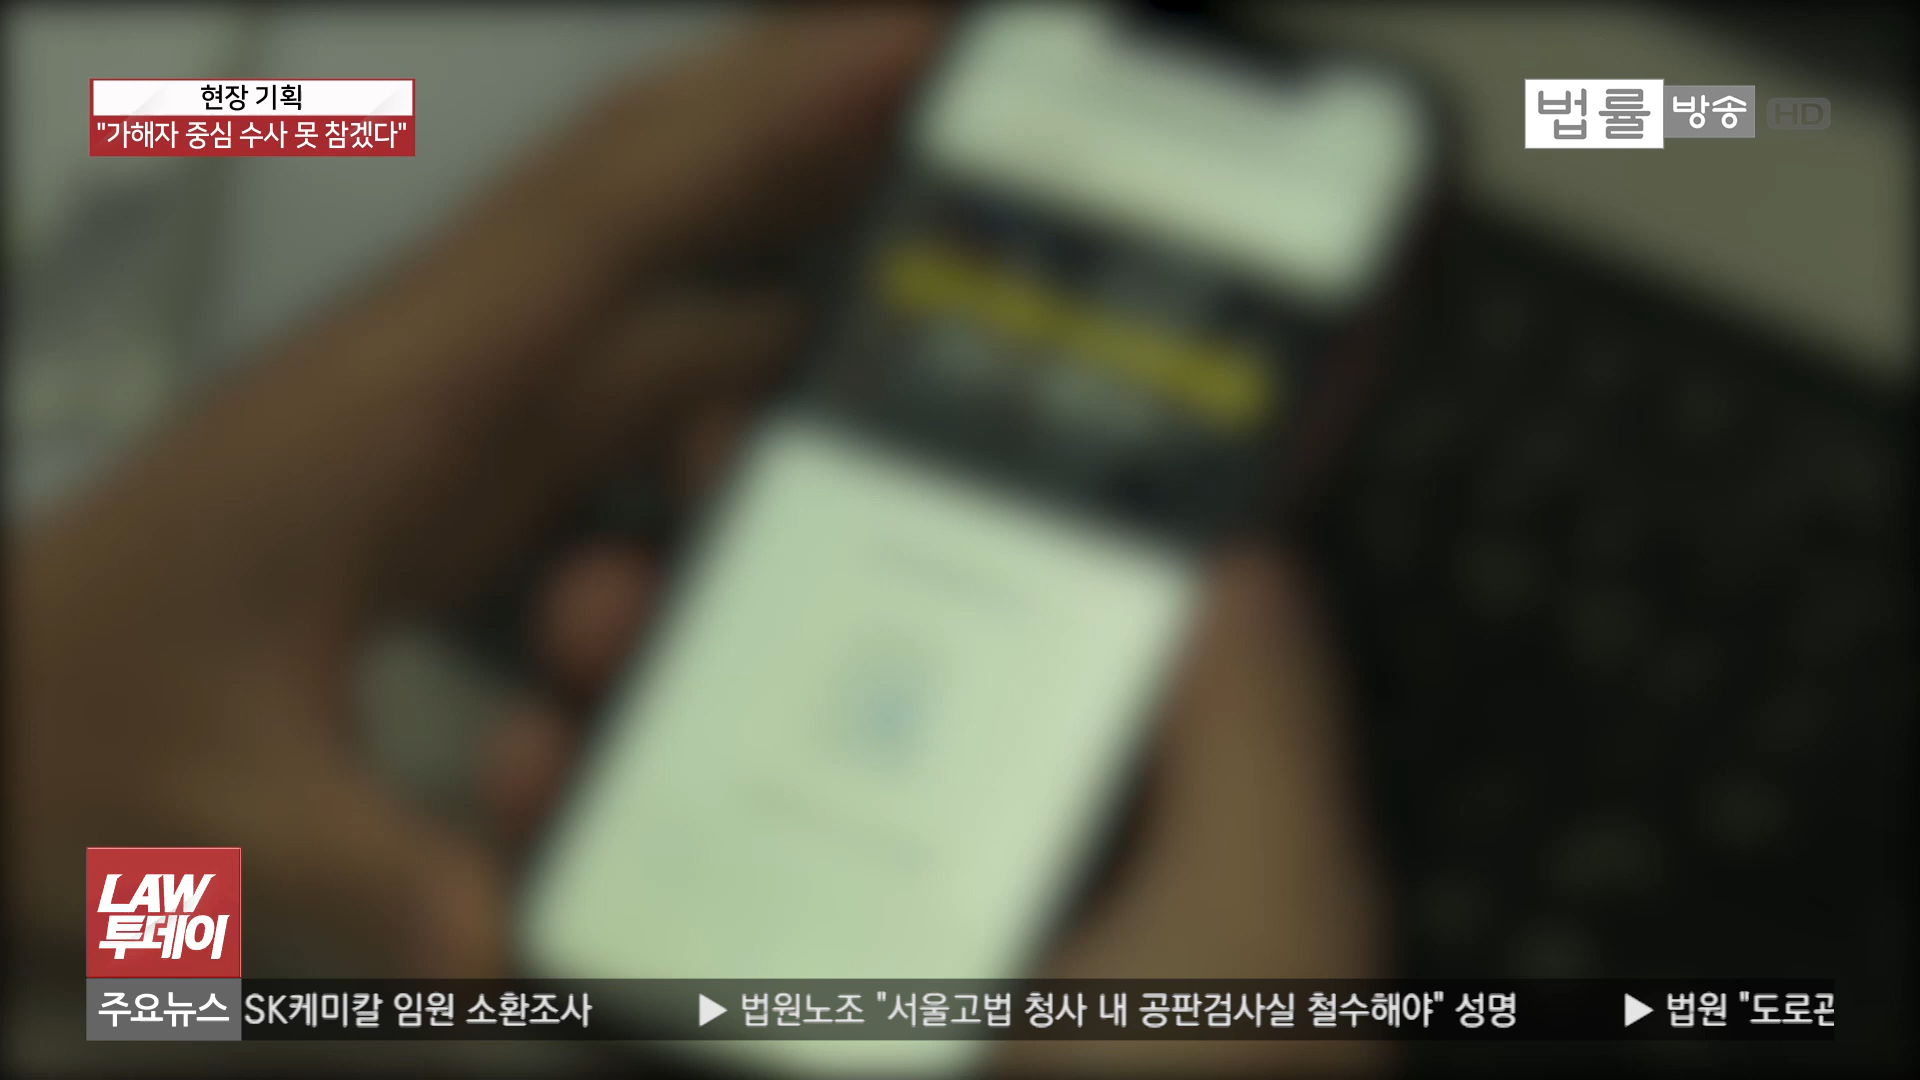 현장 기획
"가해자 중심 수사 못 참겠다"
법률방송 HD
LAW
투데이
주요뉴스 SK케미칼 임원 소환조사 ▶ 법원노조 "서울고법 청사 내 공판검사실 철수해야" 성명 ▶ 법원 "도로관